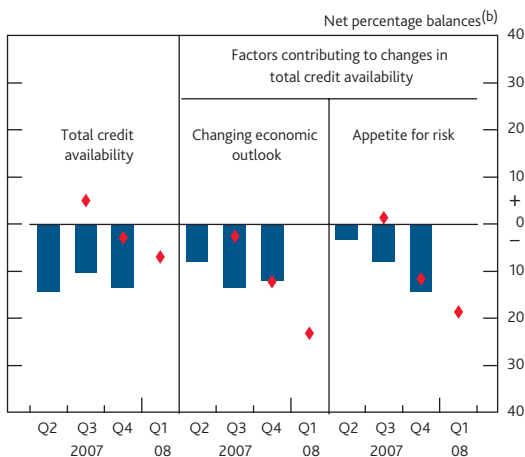 Net percentage balances(b)
Factors contributing to changes in
total credit availability
Total credit
availability
Changing economic
outlook
Appetite for risk
40
30
20
10
+
0
–
10
20
30
40
Q2 Q3 Q4 Q1 Q2 Q3 Q4 Q1 Q2 Q3 Q4 Q1
2007 08 2007 08 2007 08